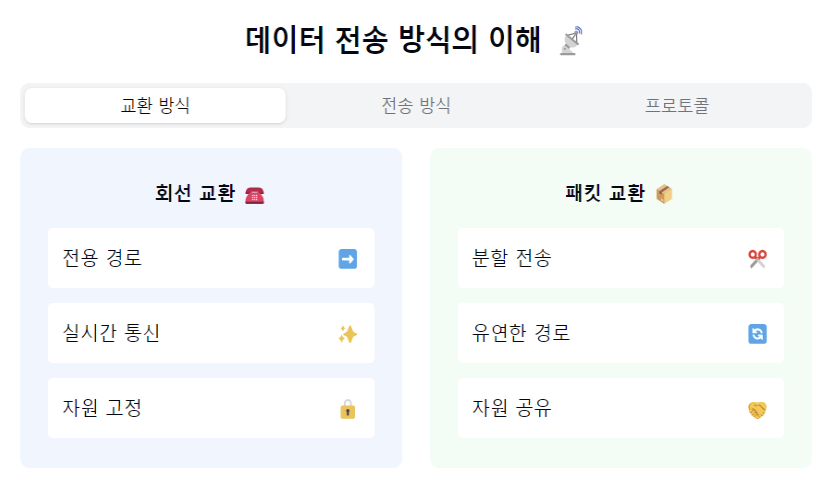 데이터 전송 방식의 이해 📡
교환 방식
전송 방식
프로토콜
회선 교환 ☎️
전용 경로 ➡️
실시간 통신 ✨
자원 고정 🔒
패킷 교환 📦
분할 전송 ✂️
유연한 경로 🔄
자원 공유 🤝